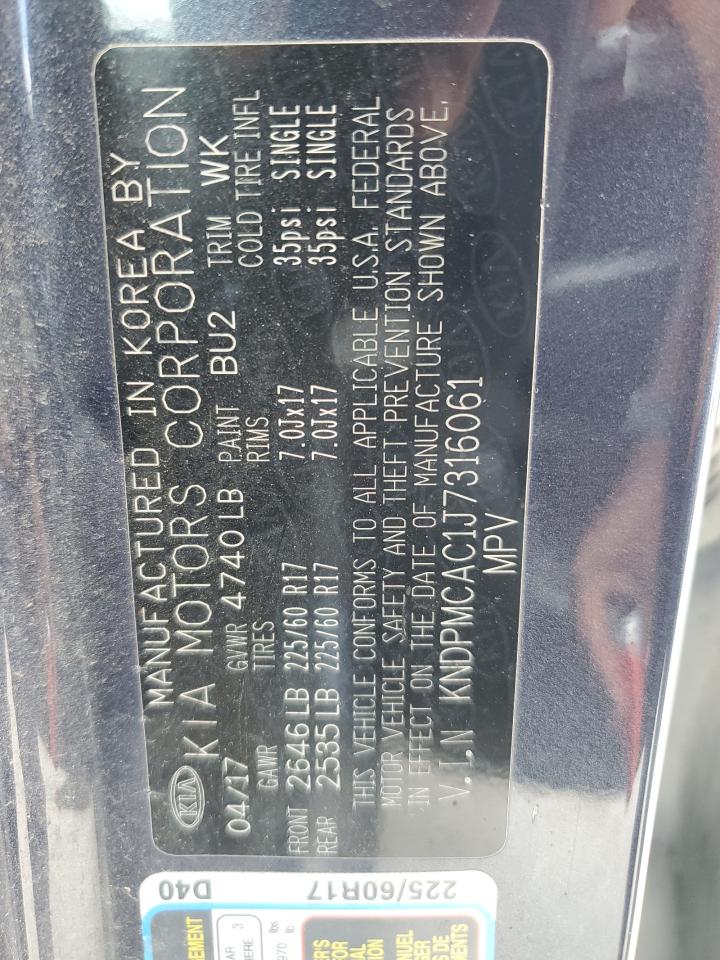 MANUFACTURED IN KOREA BY
KIA KIA MOTORS CORPORATION
04/17 GVWR 4740LB PAINT BU2 TRIM WK
GAWR TIRES RIMS COLD TIRE INFL
FRONT 2646LB 225/60 R17 7.0Jx17 35psi SINGLE
REAR 2535LB 225/60 R17 7.0Jx17 35psi SINGLE
THIS VEHICLE CONFORMS TO ALL APPLICABLE U.S.A. FEDERAL
MOTOR VEHICLE SAFETY AND THEFT PREVENTION STANDARDS
IN EFFECT ON THE DATE OF MANUFACTURE SHOWN ABOVE.
V.I.N KNDPMCAC1J7316061
MPV
D40 225/60R17